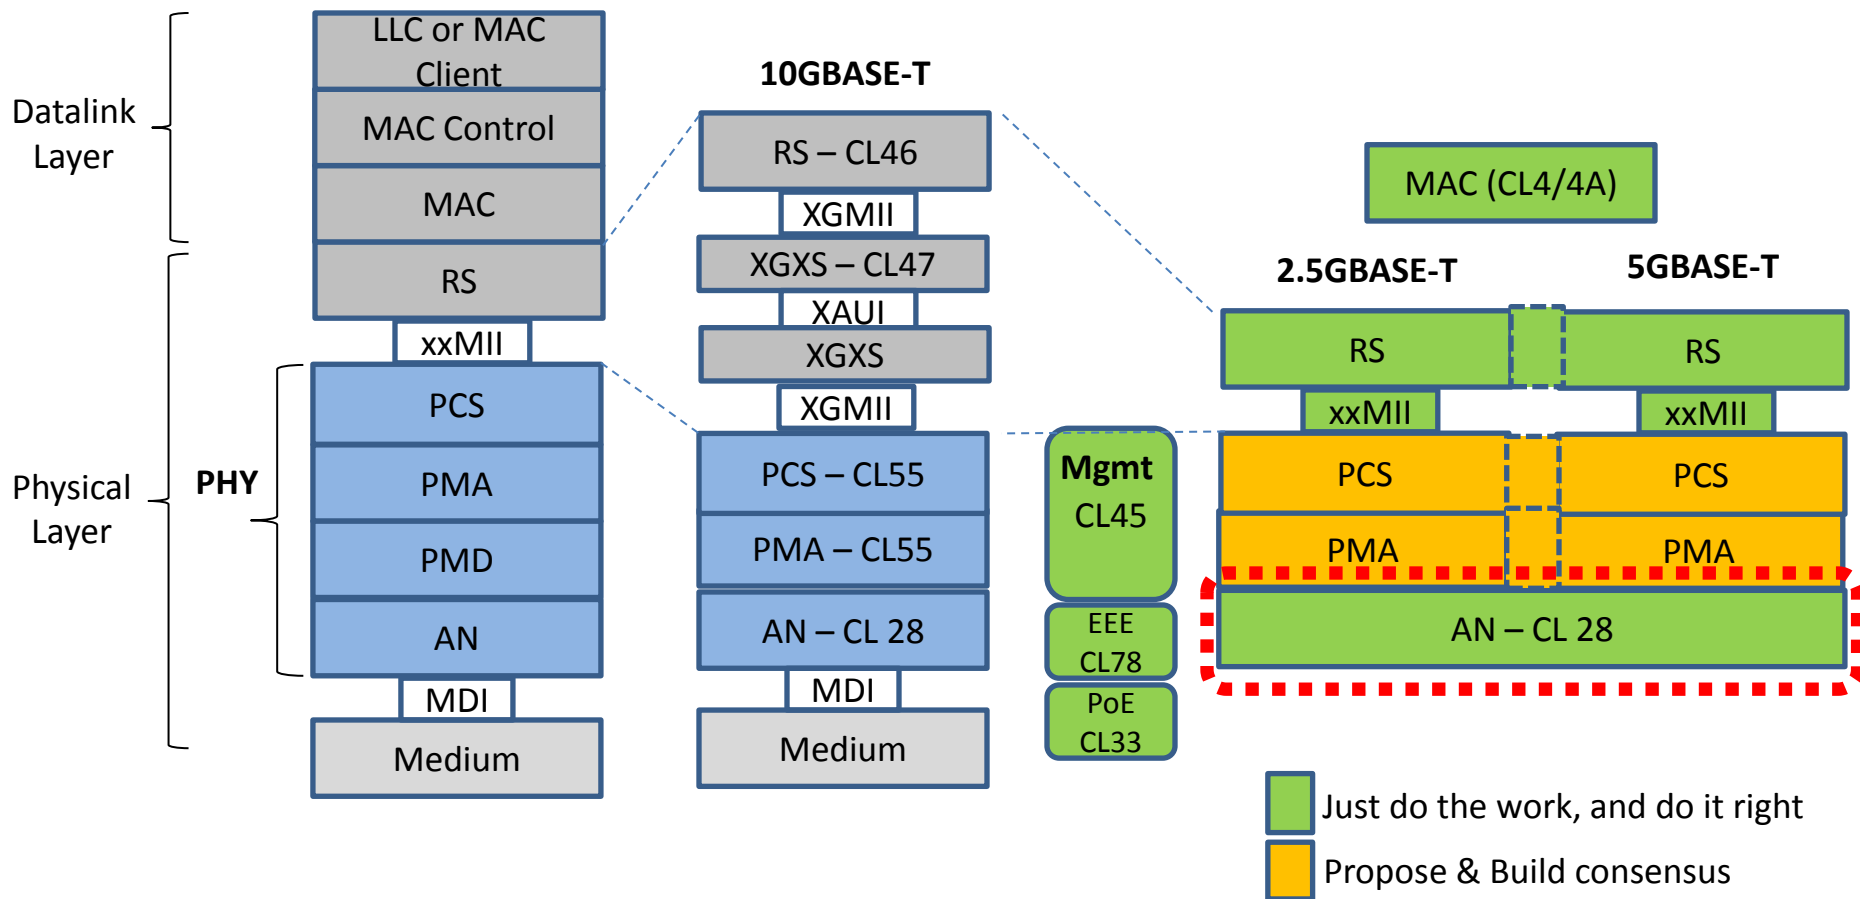 Datalink
Layer
Physical
Layer
PHY
LLC or MAC
Client
MAC Control
MAC
RS
xxMII
PCS
PMA
PMD
AN
MDI
Medium
10GBASE-T
RS – CL46
XGMII
XGXS – CL47
XAUI
XGXS
XGMII
PCS – CL55
PMA – CL55
AN – CL 28
MDI
Medium
Mgmt
CL45
EEE
CL78
PoE
CL33
MAC (CL4/4A)
2.5GBASE-T
5GBASE-T
RS
RS
xxMII
xxMII
PCS
PCS
PMA
PMA
AN – CL 28
Just do the work, and do it right
Propose & Build consensus